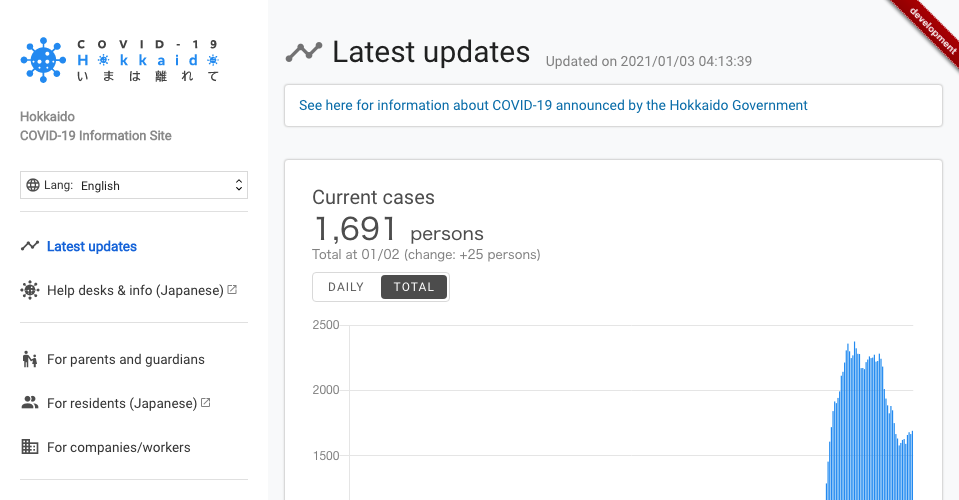 COVID-19
Hokkaido
いまは離れて
Hokkaido
COVID-19 Information Site
Lang: English
Latest updates
Help desks & info (Japanese)
For parents and guardians
For residents (Japanese)
For companies/workers
development
Latest updates Updated on 2021/01/03 04:13:39
See here for information about COVID-19 announced by the Hokkaido Government
Current cases
1,691 persons
Total at 01/02 (change: +25 persons)
DAILY TOTAL
2500
2000
1500